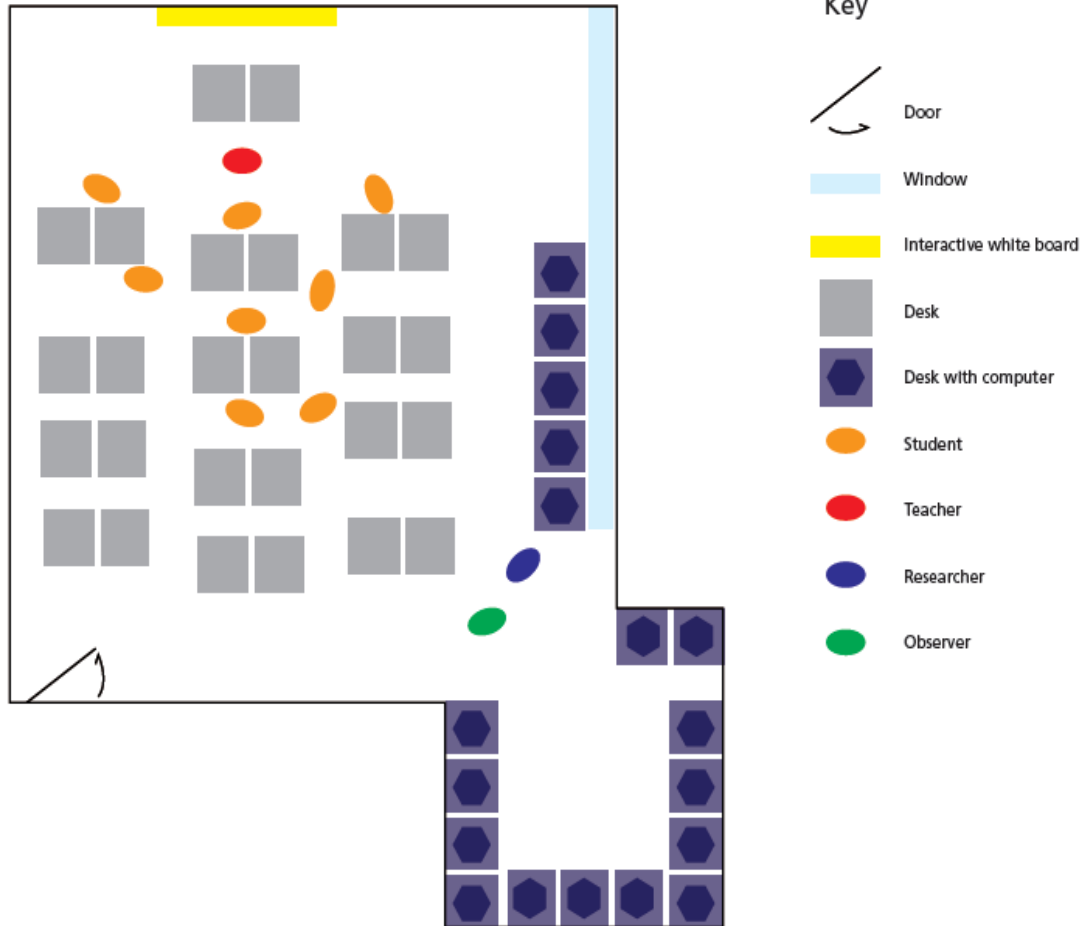 Key
Door
Window
Interactive white board
Desk
Desk with computer
Student
Teacher
Researcher
Observer